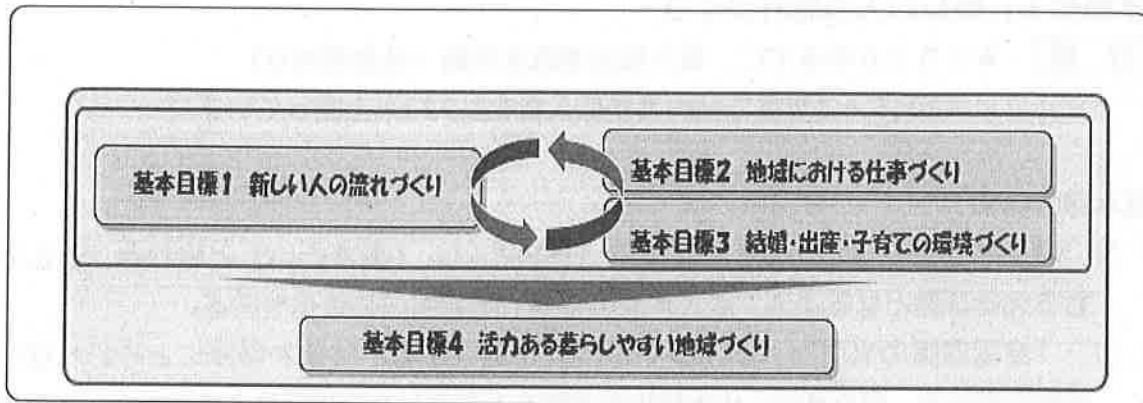 基本目標1 新しい人の流れづくり
基本目標2 地域における仕事づくり
基本目標3 結婚・出産・子育ての環境づくり
基本目標4 活力ある暮らしやすい地域づくり